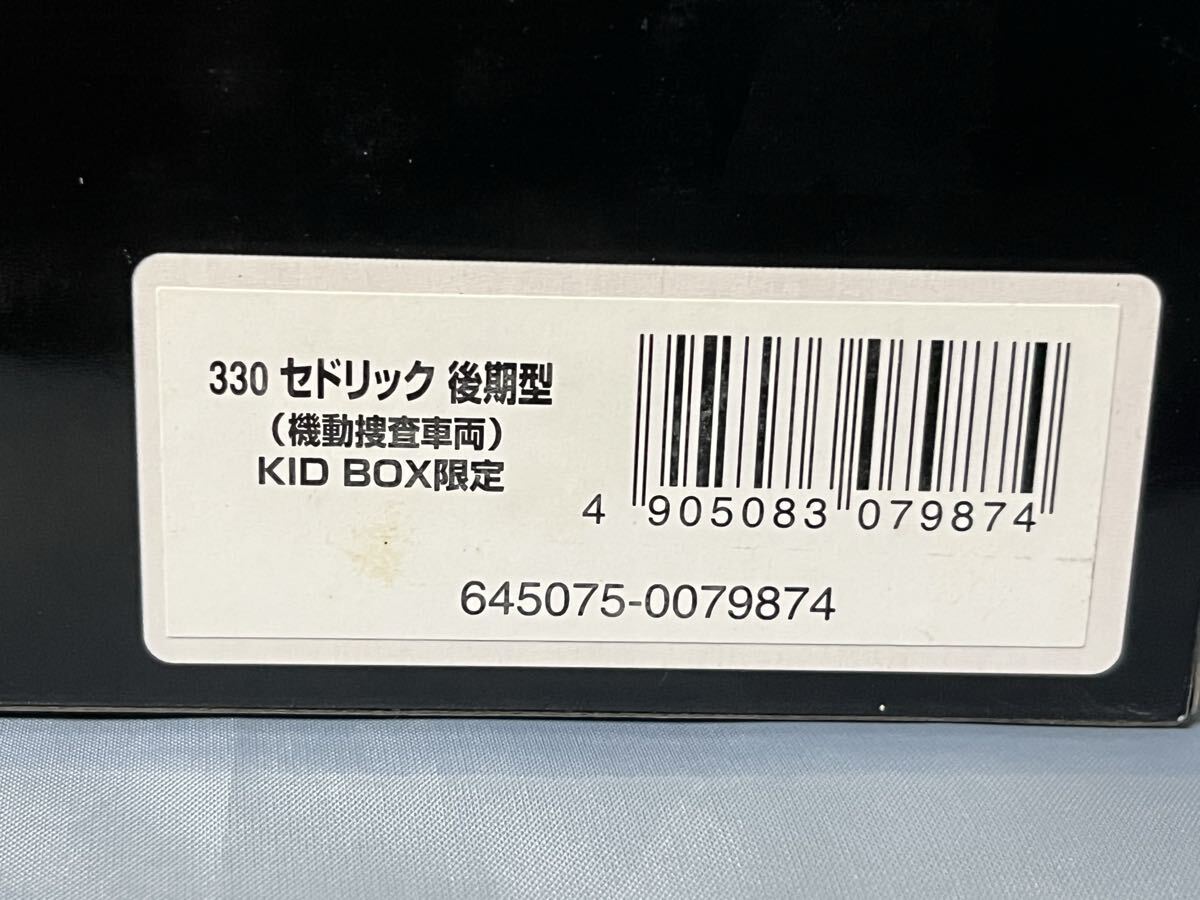 330 セドリック 後期型
（機動捜査車両）
KID BOX限定
4 905083 079874
645075-0079874